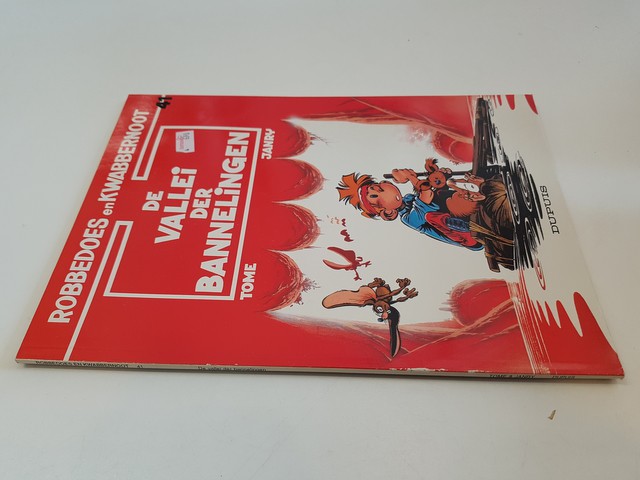 ROBBEDOES en KWABBERNOOT
41
DE
VALLEI
DER
BANNELINGEN
TOME
JANRY
DUPUIS